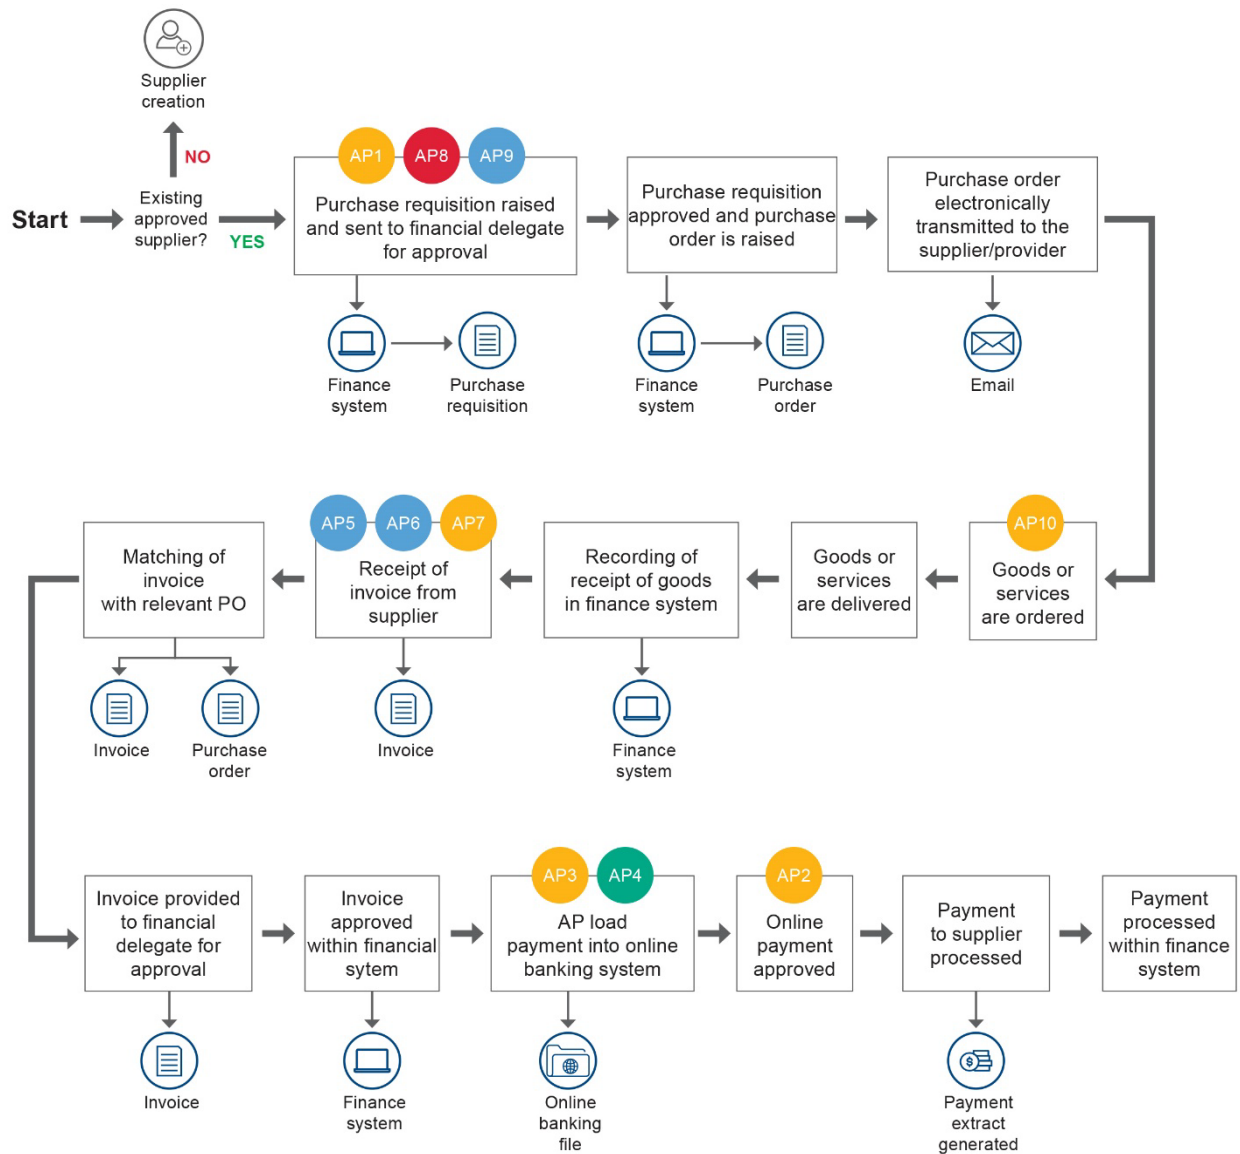 Supplier
creation
NO
Start
Existing
approved
supplier?
YES
AP1
AP8
AP9
Purchase requisition raised
and sent to financial delegate
for approval
Purchase requisition
approved and purchase
order is raised
Purchase order
electronically
transmitted to the
supplier/provider
Finance
system
Purchase
requisition
Finance
system
Purchase
order
Email
Matching of
invoice
with relevant PO
AP5
AP6
AP7
Receipt of
invoice from
supplier
Recording of
receipt of goods
in finance system
Goods or
services
are delivered
AP10
Goods or
services
are ordered
Invoice
Purchase
order
Invoice
Finance
system
Invoice provided
to financial
delegate for
approval
Invoice
approved
within financial
sytem
AP3
AP4
AP load
payment into online
banking system
AP2
Online
payment
approved
Payment
to supplier
processed
Payment
processed
within finance
system
Invoice
Finance
system
Online
banking
file
Payment
extract
generated